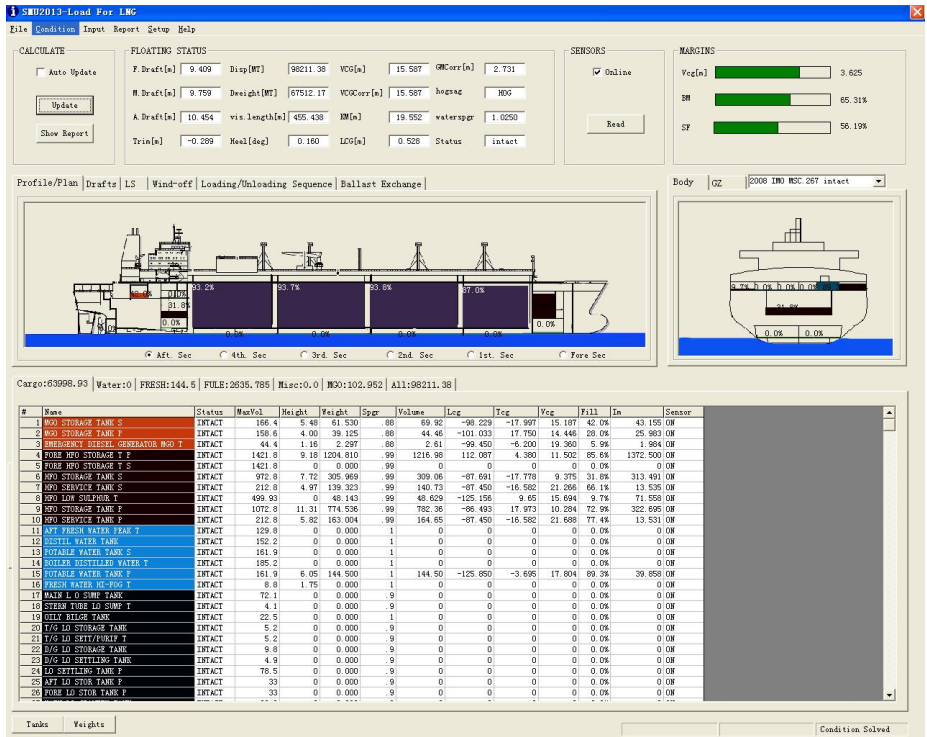 SMU2013-Load For LNG
File Condition Input Report Setup Help
CALCULATE
Auto Update
Update
Show Report
FLOATING STATUS
F.Draft[m] 9.409 Disp[MT] 98211.38 VCG[m] 15.587 GMCorr[m] 2.731
M.Draft[m] 9.759 Dweight[MT] 67512.17 VCGCorr[m] 15.587 hogsag HOG
A.Draft[m] 10.454 vis.length[m] 455.438 KM[m] 19.552 waterspgr 1.0250
Trim[m] -0.289 Heel[deg] 0.160 LCG[m] 0.528 Status intact
SENSORS
Online
Read
MARGINS
Vcg[m] 3.625
BM 65.31%
SF 56.19%
Profile/Plan Drafts LS Wind-off Loading/Unloading Sequence Ballast Exchange
Body GZ 2008 IMO MSC.267 intact
93.2% 93.7% 93.8% 87.0%
31.8%
0.0% 0.0%
0.0% 0.0% 0.0% 0.0%
31.8%
0.0% 0.0%
Aft. Sec 4th. Sec 3rd. Sec 2nd. Sec 1st. Sec Fore Sec
Cargo:63998.93 Water:0 FRESH:144.5 FULE:2635.785 Misc:0.0 MGO:102.952 All:98211.38
# Name Status MaxVol Height Weight Spgr Volume Lcg Tcg Vcg Fill Im Sensor
1 MGO STORAGE TANK S INTACT 166.4 5.48 61.530 .88 69.92 -98.229 -17.997 15.187 42.0% 43.155 ON
2 MGO STORAGE TANK P INTACT 158.6 4.00 39.125 .88 44.46 -101.033 17.750 14.446 28.0% 25.983 ON
3 EMERGENCY DIESEL GENERATOR MGO T INTACT 44.4 1.16 2.297 .88 2.61 -99.450 -6.200 19.360 5.9% 1.984 ON
4 FORE HFO STORAGE T P INTACT 1421.8 9.18 1204.810 .99 1216.98 112.087 4.380 11.502 85.6% 1372.500 ON
5 FORE HFO STORAGE T S INTACT 1421.8 0 0.000 .99 0 0 0 0 0.0% 0 ON
6 HFO STORAGE TANK S INTACT 972.8 7.72 305.969 .99 309.06 -87.691 -17.778 9.375 31.8% 313.491 ON
7 HFO SERVICE TANK S INTACT 212.8 4.97 139.323 .99 140.73 -87.450 -16.582 21.266 66.1% 13.535 ON
8 HFO LOW SULPHUR T INTACT 499.93 0 48.143 .99 48.629 -125.156 9.65 15.694 9.7% 71.558 ON
9 HFO STORAGE TANK P INTACT 1072.8 11.31 774.536 .99 782.36 -86.493 17.973 10.284 72.9% 322.695 ON
10 HFO SERVICE TANK P INTACT 212.8 5.82 163.004 .99 164.65 -87.450 -16.582 21.688 77.4% 13.531 ON
11 AFT FRESH WATER PEAK T INTACT 129.8 0 0.000 1 0 0 0 0 0.0% 0 ON
12 DISTIL WATER TANK INTACT 152.2 0 0.000 1 0 0 0 0 0.0% 0 ON
13 POTABLE WATER TANK S INTACT 161.9 0 0.000 1 0 0 0 0 0.0% 0 ON
14 BOILER DISTILLED WATER T INTACT 185.2 0 0.000 1 0 0 0 0 0.0% 0 ON
15 POTABLE WATER TANK P INTACT 161.9 6.05 144.500 1 144.50 -125.850 -3.695 17.804 89.3% 39.858 ON
16 FRESH WATER HI-FOG T INTACT 8.8 1.75 0.000 1 0 0 0 0 0.0% 0 ON
17 MAIN L O SUMP TANK INTACT 72.1 0 0.000 .9 0 0 0 0 0.0% 0 ON
18 STERN TUBE LO SUMP T INTACT 4.1 0 0.000 .9 0 0 0 0 0.0% 0 ON
19 OILY BILGE TANK INTACT 22.5 0 0.000 1 0 0 0 0 0.0% 0 ON
20 T/G LO STORAGE TANK INTACT 5.2 0 0.000 .9 0 0 0 0 0.0% 0 ON
21 T/G LO SETT/PURIF T INTACT 5.2 0 0.000 .9 0 0 0 0 0.0% 0 ON
22 D/G LO STORAGE TANK INTACT 9.8 0 0.000 .9 0 0 0 0 0.0% 0 ON
23 D/G LO SETTLING TANK INTACT 4.9 0 0.000 .9 0 0 0 0 0.0% 0 ON
24 LO SETTLING TANK P INTACT 78.5 0 0.000 .9 0 0 0 0 0.0% 0 ON
25 AFT LO STOR TANK P INTACT 33 0 0.000 .9 0 0 0 0 0.0% 0 ON
26 FORE LO STOR TANK P INTACT 33 0 0.000 .9 0 0 0 0 0.0% 0 ON
Tanks Weights
Condition Solved